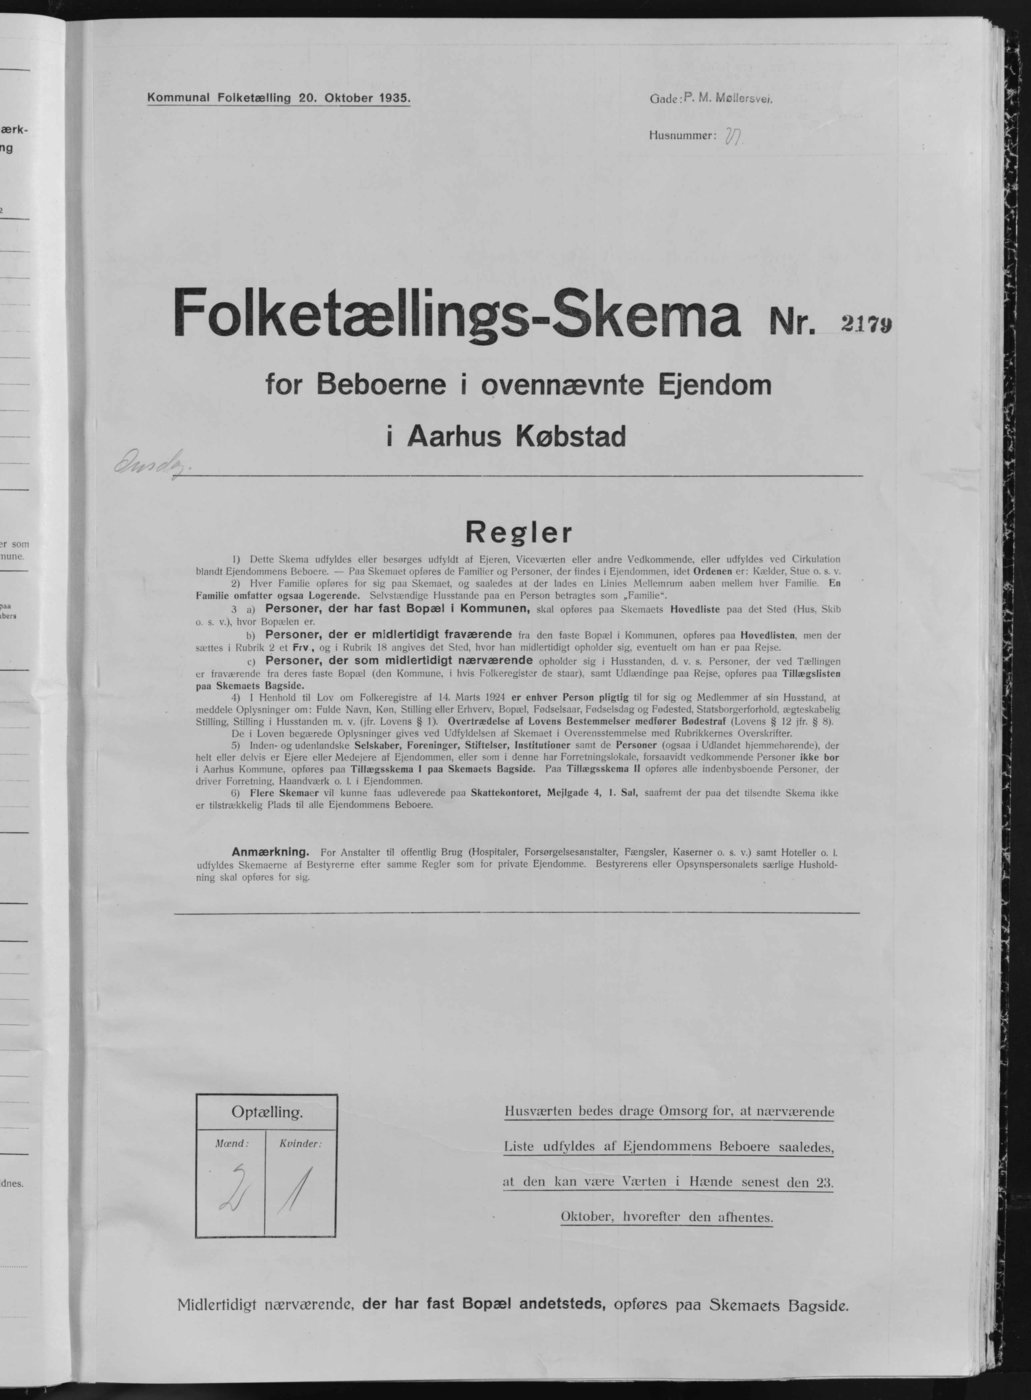 Kommunal Folketælling 20. Oktober 1935.
Gade: P. M. Møllersvej.
Husnummer:
Folketællings-Skema Nr. 2179
for Beboerne i ovennævnte Ejendom
i Aarhus Købstad
Onsdag.
Regler
1) Dette Skema udfyldes eller besørges udfyldt af Ejeren, Viceværten eller andre Vedkommende, eller udfyldes ved Cirkulation
blandt Ejendommens Beboere. — Paa Skemaet opføres de Familier og Personer, der findes i Ejendommen, idet Ordenen er: Kælder, Stue o. s. v.
2) Hver Familie opføres for sig paa Skemaet, og saaledes at der lades en Linies Mellemrum aaben mellem hver Familie. En
Familie omfatter ogsaa Logerende. Selvstændige Husstande paa en Person betragtes som „Familie“.
3 a) Personer, der har fast Bopæl i Kommunen, skal opføres paa Skemaets Hovedliste paa det Sted (Hus, Skib
o. s. v.), hvor Bopælen er.
b) Personer, der er midlertidigt fraværende fra den faste Bopæl i Kommunen, opføres paa Hovedlisten, men der
sættes i Rubrik 2 et Frv., og i Rubrik 18 angives det Sted, hvor han midlertidigt opholder sig, eventuelt om han er paa Rejse.
c) Personer, der som midlertidigt nærværende opholder sig i Husstanden, d. v. s. Personer, der ved Tællingen
er fraværende fra deres faste Bopæl (den Kommune, i hvis Folkeregister de staar), samt Udlændinge paa Rejse, opføres paa Tillægslisten
paa Skemaets Bagside.
4) I Henhold til Lov om Folkeregistre af 14. Marts 1924 er enhver Person pligtig til for sig og Medlemmer af sin Husstand, at
meddele Oplysninger om: Fulde Navn, Køn, Stilling eller Erhverv, Bopæl, Fødselsaar, Fødselsdag og Fødested, Statsborgerforhold, ægteskabelig
Stilling, Stilling i Husstanden m. v. (jfr. Lovens § 1). Overtrædelse af Lovens Bestemmelser medfører Bødestraf (Lovens § 12 jfr. § 8).
De i Loven begærede Oplysninger gives ved Udfyldelsen af Skemaet i Overensstemmelse med Rubrikkernes Overskrifter.
5) Inden- og udenlandske Selskaber, Foreninger, Stiftelser, Institutioner samt de Personer (ogsaa i Udlandet hjemmehørende), der
helt eller delvis er Ejere eller Medejere af Ejendommen, eller som i denne har Forretningslokale, forsaavidt vedkommende Personer ikke bor
i Aarhus Kommune, opføres paa Tillægsskema I paa Skemaets Bagside. Paa Tillægsskema II opføres alle indenbysboende Personer, der
driver Forretning, Haandværk o. l. i Ejendommen.
6) Flere Skemaer vil kunne faas udleverede paa Skattekontoret, Mejlgade 4, 1. Sal, saafremt der paa det tilsendte Skema ikke
er tilstrækkelig Plads til alle Ejendommens Beboere.
Anmærkning. For Anstalter til offentlig Brug (Hospitaler, Forsørgelsesanstalter, Fængsler, Kaserner o. s. v.) samt Hoteller o. l.
udfyldes Skemaerne af Bestyrerne efter samme Regler som for private Ejendomme. Bestyrerens eller Opsynspersonalets særlige Hushold-
ning skal opføres for sig.
Optælling.
Mænd: Kvinder:
2 1
Husværten bedes drage Omsorg for, at nærværende
Liste udfyldes af Ejendommens Beboere saaledes,
at den kan være Værten i Hænde senest den 23.
Oktober, hvorefter den afhentes.
Midlertidigt nærværende, der har fast Bopæl andetsteds, opføres paa Skemaets Bagside.